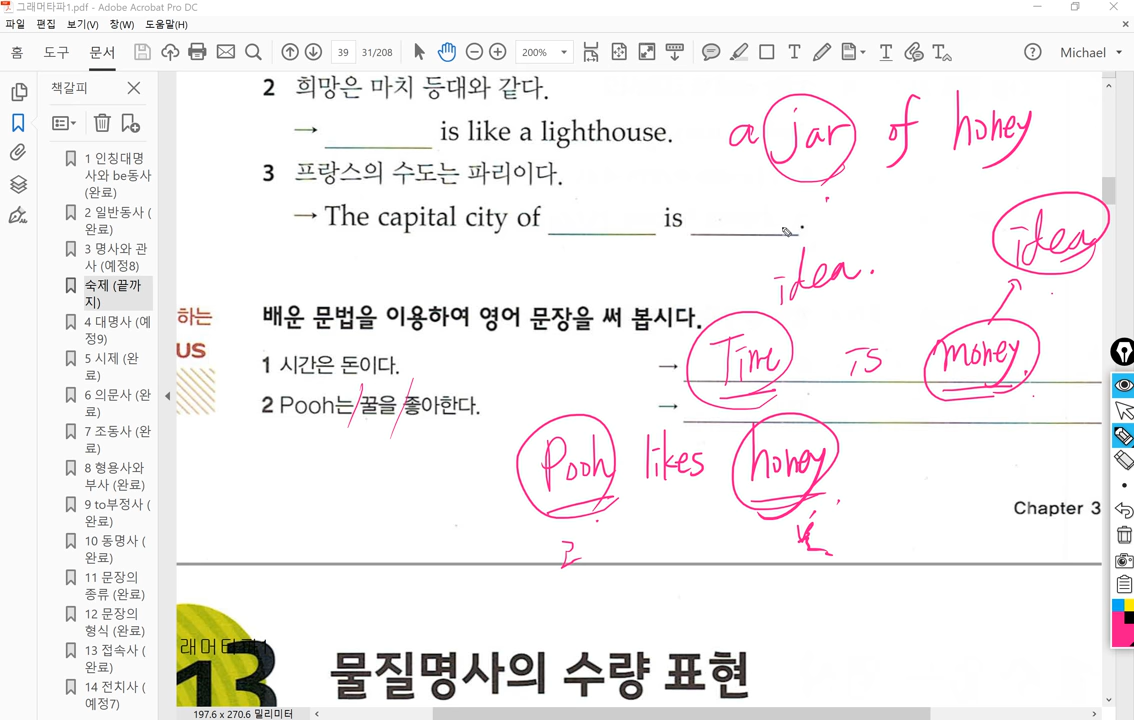 그래머타파1.pdf - Adobe Acrobat Pro DC
파일 편집 보기(V) 창(W) 도움말(H)
홈 도구 문서 39 31/208 200% Michael
책갈피
1 인칭대명
사와 be동사
(완료)
2 일반동사 (
완료)
3 명사와 관
사 (예정8)
숙제 (끝까
지)
4 대명사 (예
정9)
5 시제 (완
료)
6 의문사 (완
료)
7 조동사 (완
료)
8 형용사와
부사 (완료)
9 to부정사 (
완료)
10 동명사 (
완료)
11 문장의
종류 (완료)
12 문장의
형식 (완료)
13 접속사 (
완료)
14 전치사 (
예정7)
2 희망은 마치 등대와 같다.
→ is like a lighthouse.
a jar of honey
3 프랑스의 수도는 파리이다.
→ The capital city of is .
idea
idea.
하는 배운 문법을 이용하여 영어 문장을 써 봅시다.
US
1 시간은 돈이다. → Time is money.
2 Pooh는 꿀을 좋아한다. →
Pooh likes honey.
2
Chapter 3
래머타파1
13 물질명사의 수량 표현
197.6 x 270.6 밀리미터